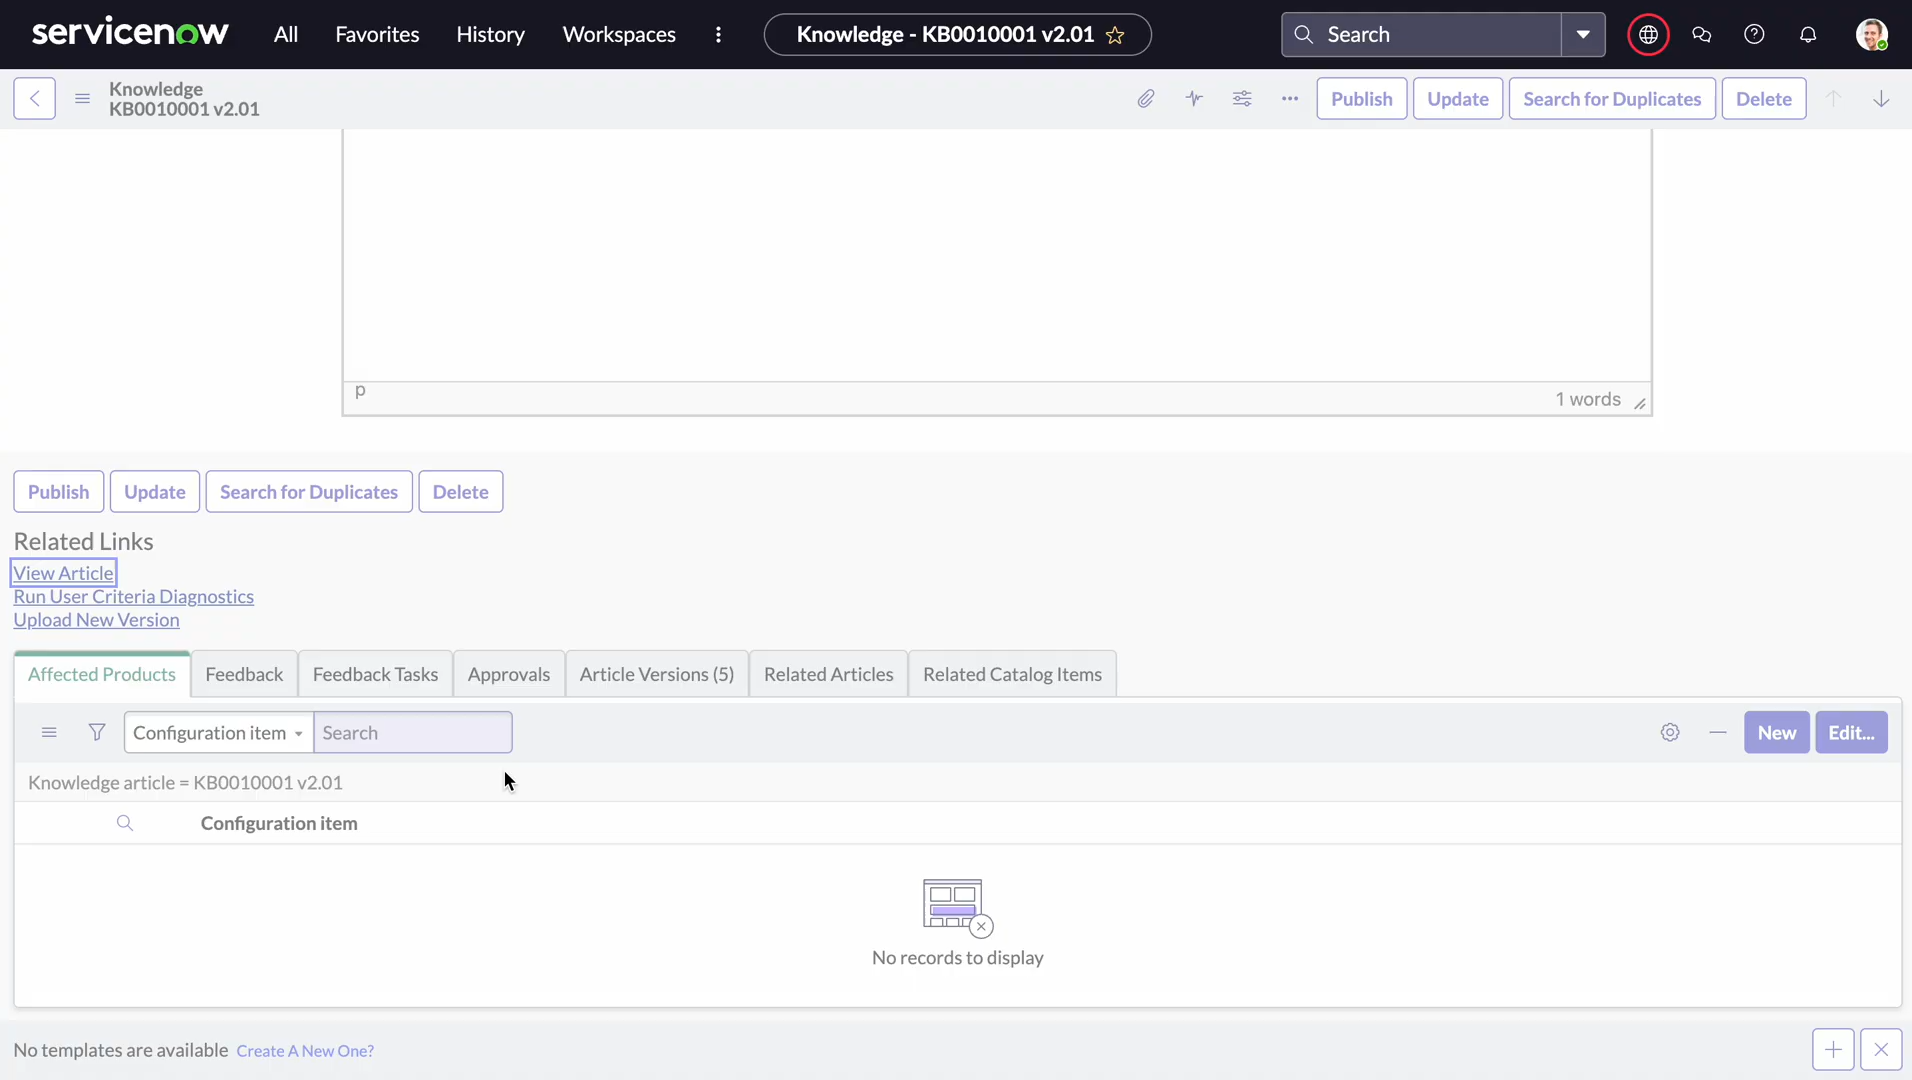 servicenow All Favorites History Workspaces Knowledge - KB0010001 v2.01 Search
Knowledge
KB0010001 v2.01
Publish Update Search for Duplicates Delete
p
1 words
Publish Update Search for Duplicates Delete
Related Links
View Article
Run User Criteria Diagnostics
Upload New Version
Affected Products Feedback Feedback Tasks Approvals Article Versions (5) Related Articles Related Catalog Items
Configuration item Search New Edit...
Knowledge article = KB0010001 v2.01
Configuration item
No records to display
No templates are available Create A New One?